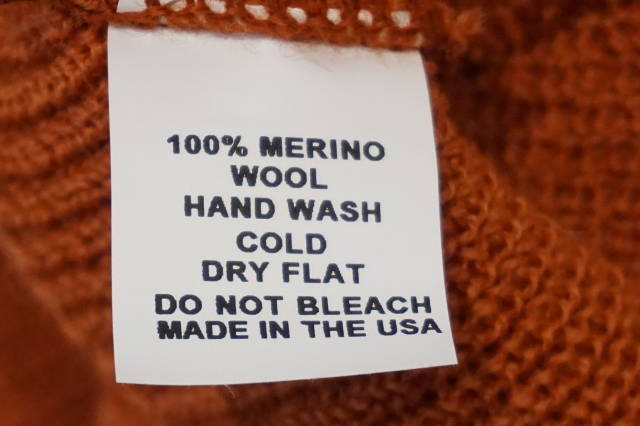 100% MERINO
WOOL
HAND WASH
COLD
DRY FLAT
DO NOT BLEACH
MADE IN THE USA